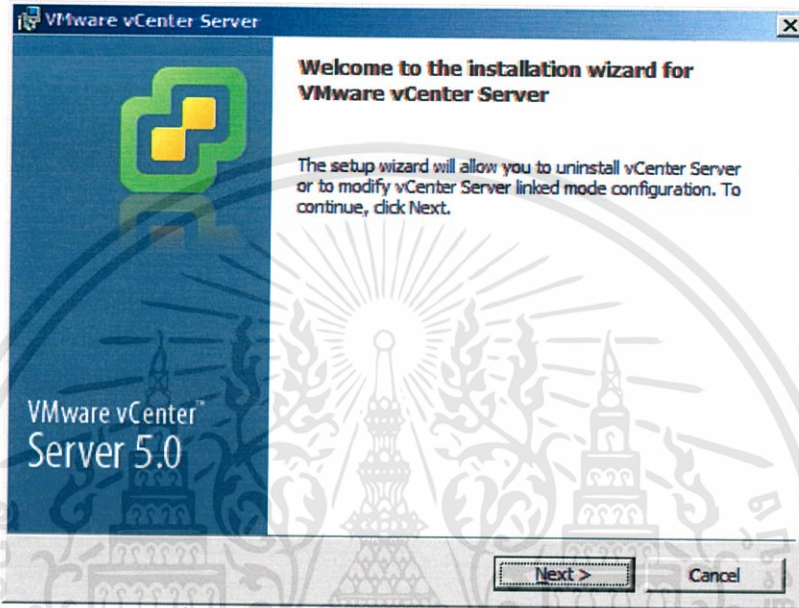 VMware vCenter Server
Welcome to the installation wizard for
VMware vCenter Server
The setup wizard will allow you to uninstall vCenter Server
or to modify vCenter Server linked mode configuration. To
continue, click Next.
VMware vCenter™
Server 5.0
Next >
Cancel